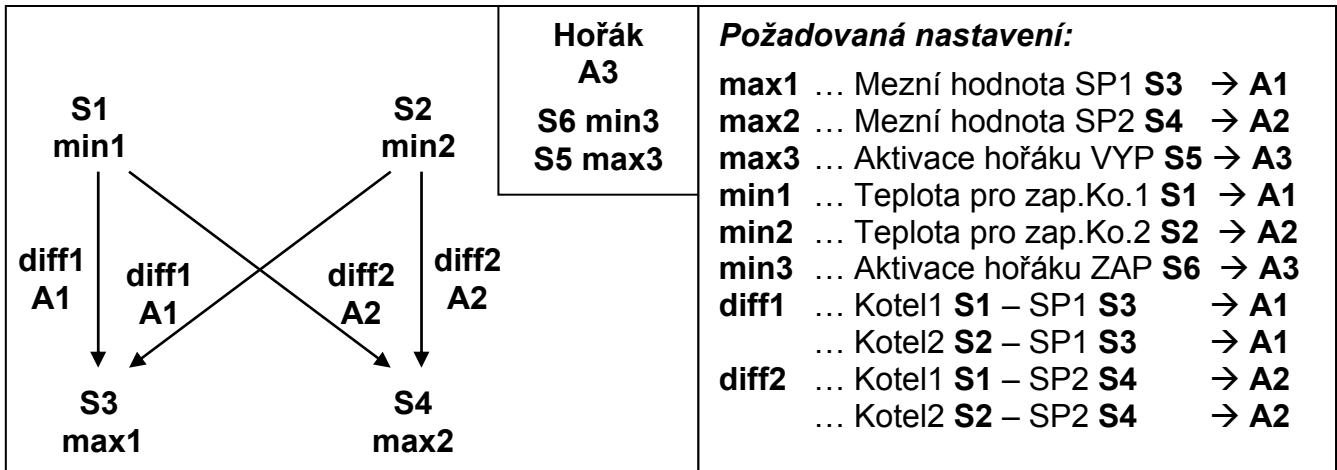 S1
min1
S2
min2
diff1
A1
diff1
A1
diff2
A2
diff2
A2
S3
max1
S4
max2
Hořák
A3
S6 min3
S5 max3
Požadovaná nastavení:
max1 … Mezní hodnota SP1 S3 → A1
max2 … Mezní hodnota SP2 S4 → A2
max3 … Aktivace hořáku VYP S5 → A3
min1 … Teplota pro zap.Ko.1 S1 → A1
min2 … Teplota pro zap.Ko.2 S2 → A2
min3 … Aktivace hořáku ZAP S6 → A3
diff1 … Kotel1 S1 – SP1 S3 → A1
… Kotel2 S2 – SP1 S3 → A1
diff2 … Kotel1 S1 – SP2 S4 → A2
… Kotel2 S2 – SP2 S4 → A2